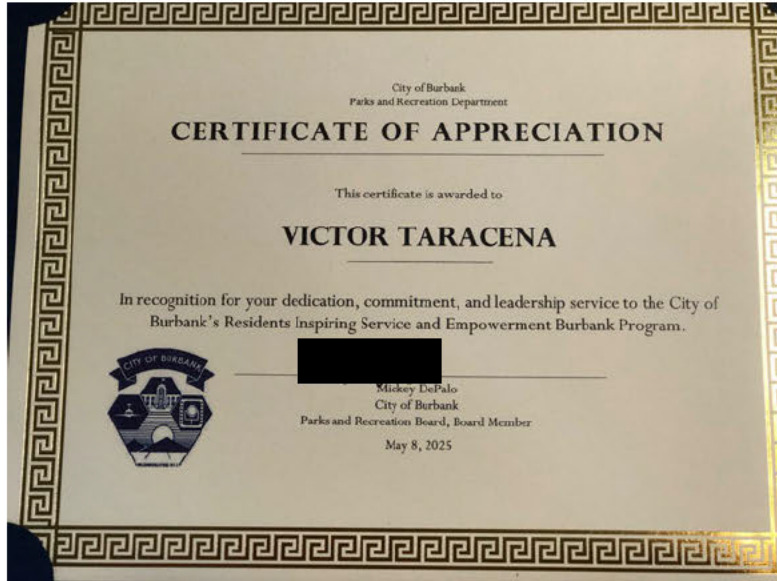 City of Burbank
Parks and Recreation Department
CERTIFICATE OF APPRECIATION
This certificate is awarded to
VICTOR TARACENA
In recognition for your dedication, commitment, and leadership service to the City of
Burbank's Residents Inspiring Service and Empowerment Burbank Program.
CITY OF BURBANK
Mickey DePalo
City of Burbank
Parks and Recreation Board, Board Member
May 8, 2025